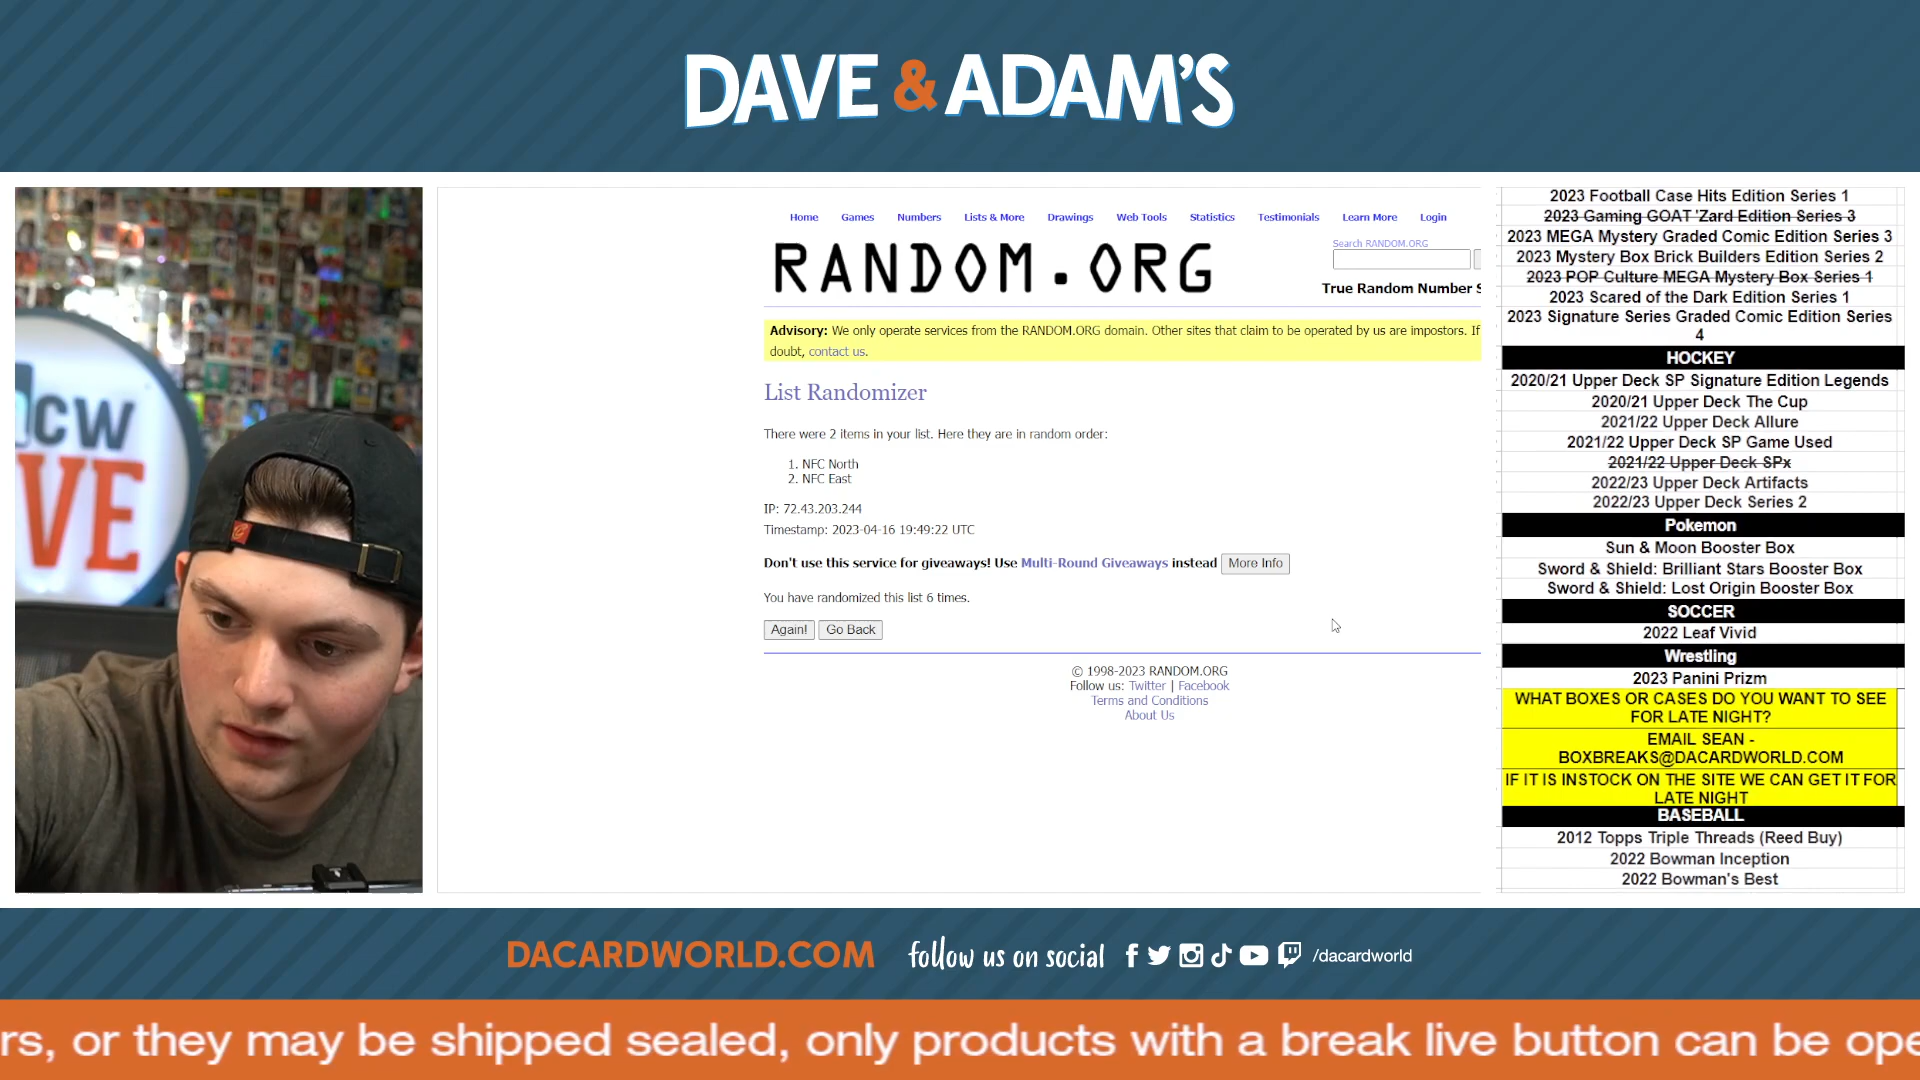 DAVE & ADAM'S
CW
IVE
Home Games Numbers Lists & More Drawings Web Tools Statistics Testimonials Learn More Login
RANDOM.ORG
Search RANDOM.ORG
True Random Number S
Advisory: We only operate services from the RANDOM.ORG domain. Other sites that claim to be operated by us are impostors. If
doubt, contact us.
List Randomizer
There were 2 items in your list. Here they are in random order:
1. NFC North
2. NFC East
IP: 72.43.203.244
Timestamp: 2023-04-16 19:49:22 UTC
Don't use this service for giveaways! Use Multi-Round Giveaways instead More Info
You have randomized this list 6 times.
Again! Go Back
© 1998-2023 RANDOM.ORG
Follow us: Twitter | Facebook
Terms and Conditions
About Us
2023 Football Case Hits Edition Series 1
2023 Gaming GOAT 'Zard Edition Series 3
2023 MEGA Mystery Graded Comic Edition Series 3
2023 Mystery Box Brick Builders Edition Series 2
2023 POP Culture MEGA Mystery Box Series 1
2023 Scared of the Dark Edition Series 1
2023 Signature Series Graded Comic Edition Series
4
HOCKEY
2020/21 Upper Deck SP Signature Edition Legends
2020/21 Upper Deck The Cup
2021/22 Upper Deck Allure
2021/22 Upper Deck SP Game Used
2021/22 Upper Deck SPx
2022/23 Upper Deck Artifacts
2022/23 Upper Deck Series 2
Pokemon
Sun & Moon Booster Box
Sword & Shield: Brilliant Stars Booster Box
Sword & Shield: Lost Origin Booster Box
SOCCER
2022 Leaf Vivid
Wrestling
2023 Panini Prizm
WHAT BOXES OR CASES DO YOU WANT TO SEE
FOR LATE NIGHT?
EMAIL SEAN -
BOXBREAKS@DACARDWORLD.COM
IF IT IS INSTOCK ON THE SITE WE CAN GET IT FOR
LATE NIGHT
BASEBALL
2012 Topps Triple Threads (Reed Buy)
2022 Bowman Inception
2022 Bowman's Best
DACARDWORLD.COM follow us on social /dacardworld
rs, or they may be shipped sealed, only products with a break live button can be ope